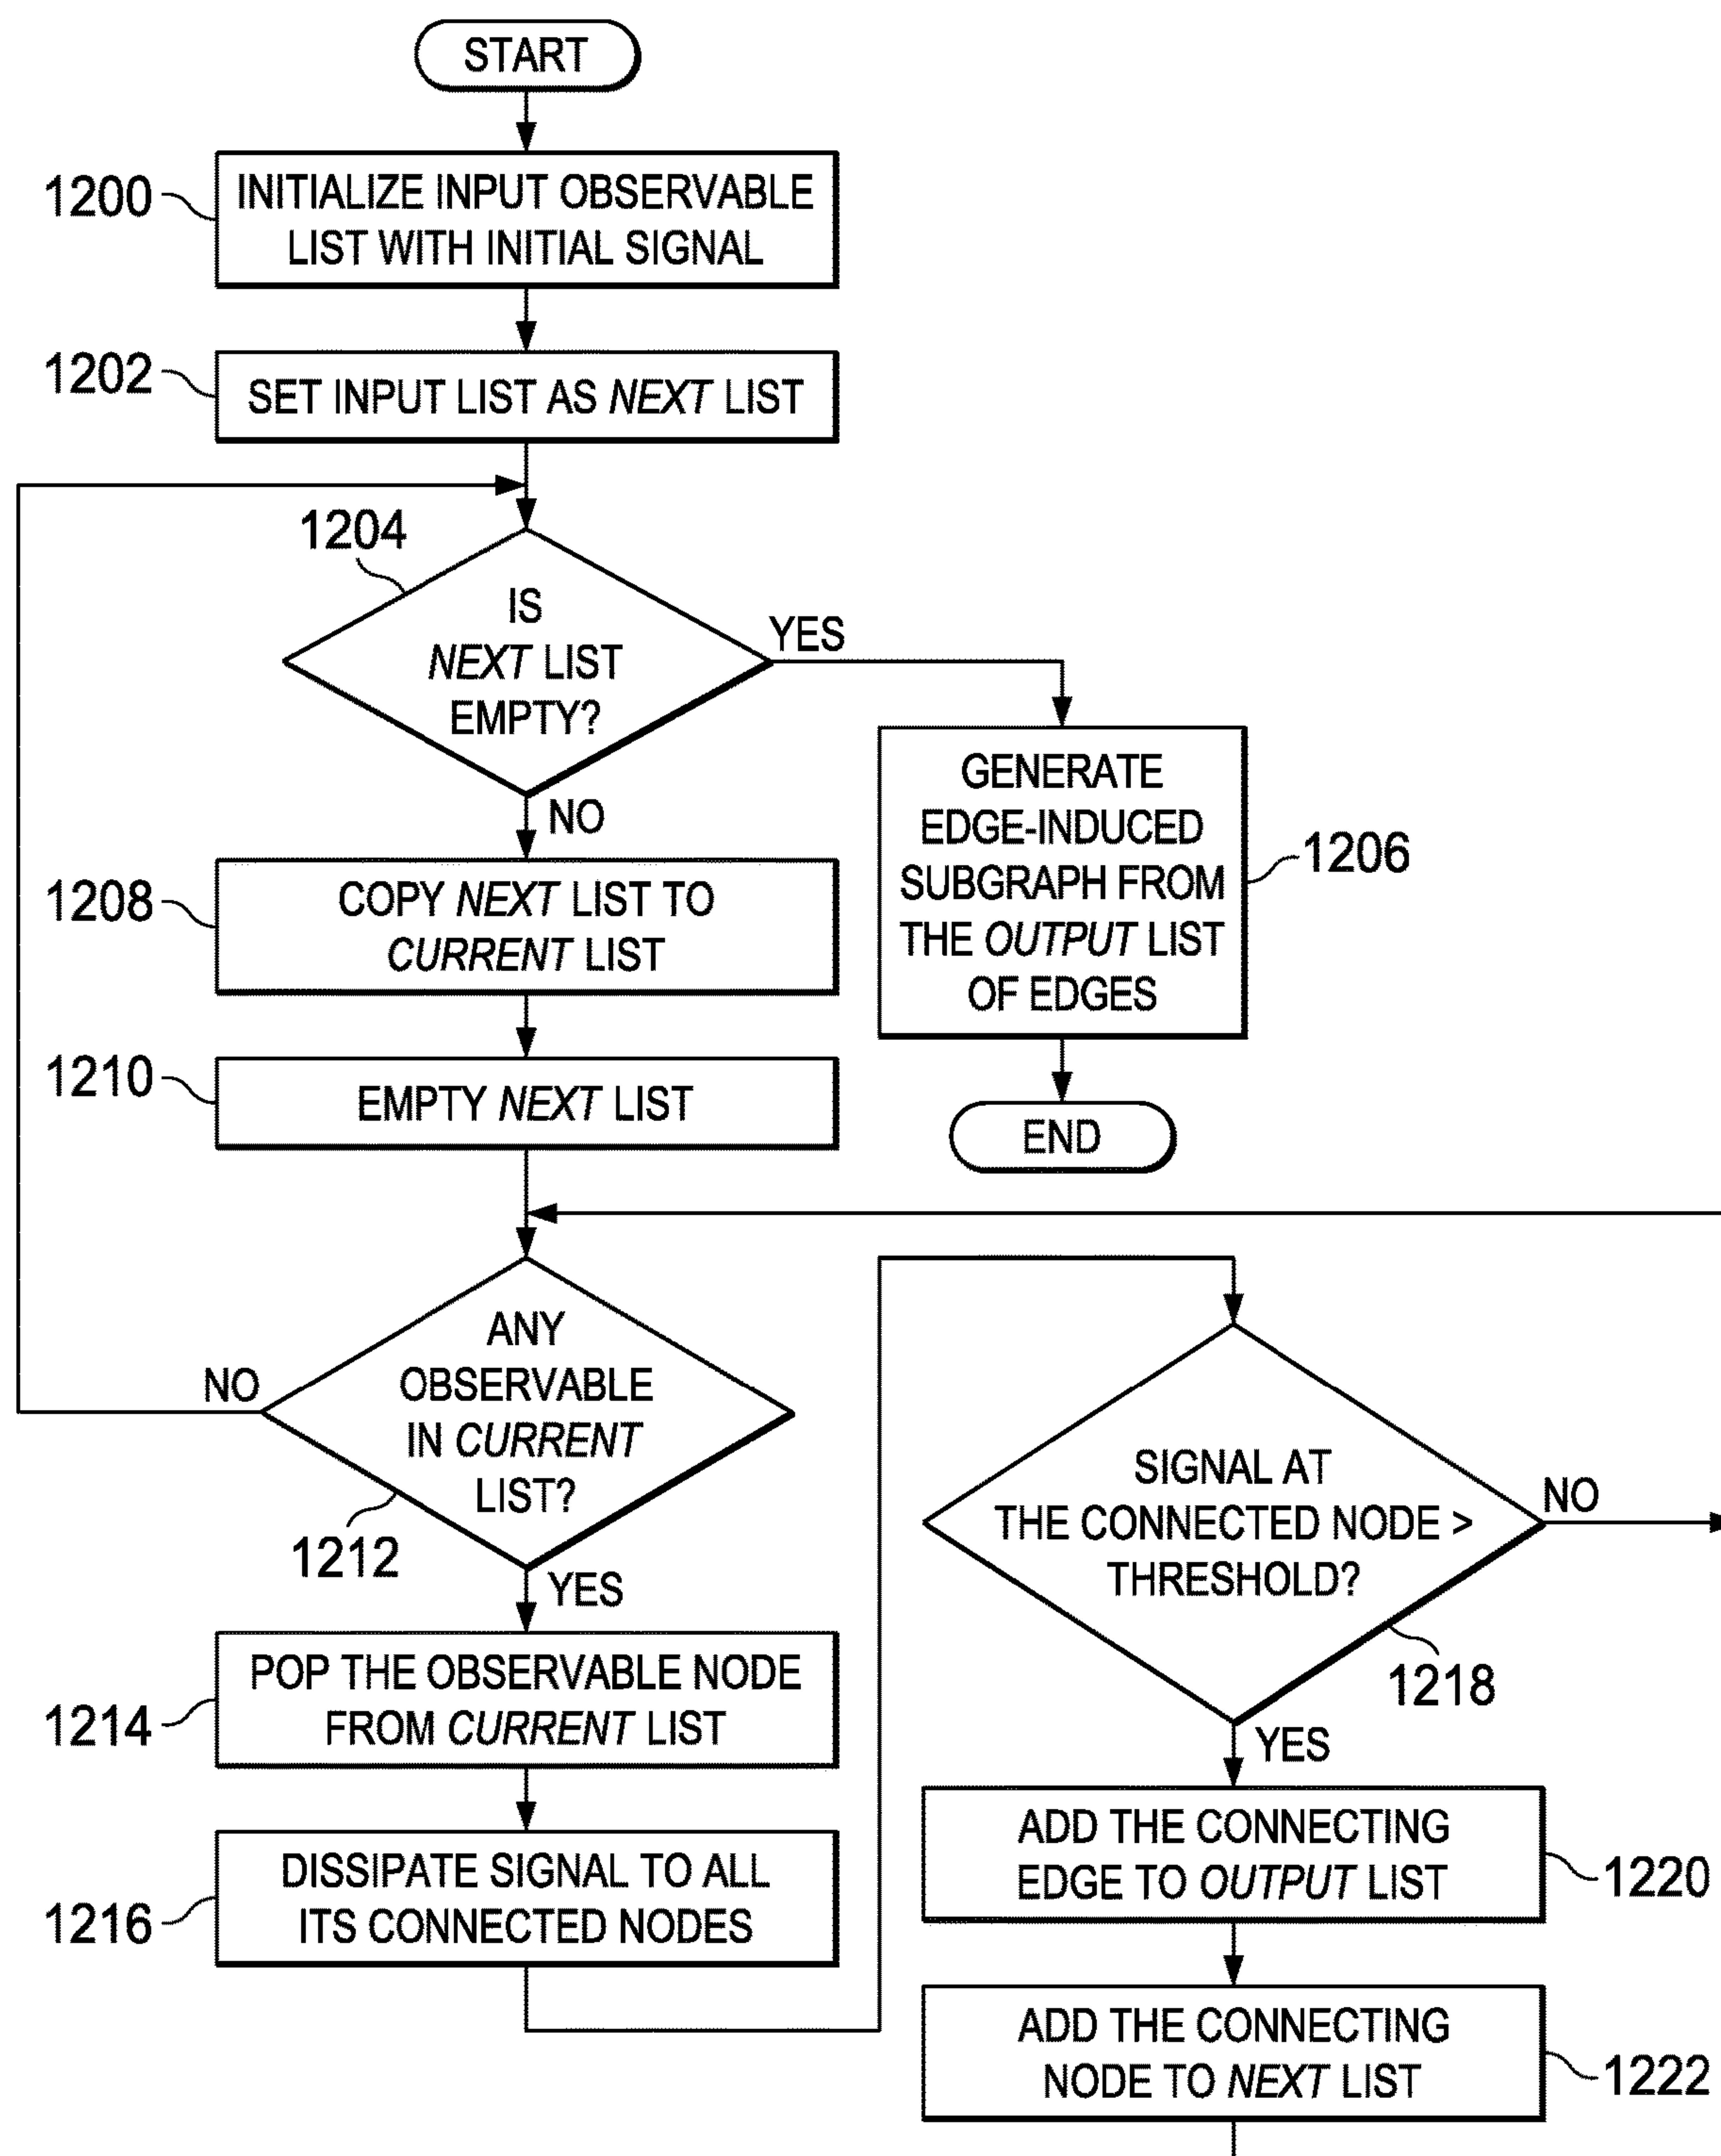 START
1200
INITIALIZE INPUT OBSERVABLE
LIST WITH INITIAL SIGNAL
1202
SET INPUT LIST AS NEXT LIST
1204
IS
NEXT LIST
EMPTY?
YES
NO
GENERATE
EDGE-INDUCED
SUBGRAPH FROM
THE OUTPUT LIST
OF EDGES
1206
END
1208
COPY NEXT LIST TO
CURRENT LIST
1210
EMPTY NEXT LIST
ANY
OBSERVABLE
IN CURRENT
LIST?
NO
1212
YES
1214
POP THE OBSERVABLE NODE
FROM CURRENT LIST
1216
DISSIPATE SIGNAL TO ALL
ITS CONNECTED NODES
SIGNAL AT
THE CONNECTED NODE >
THRESHOLD?
NO
1218
YES
ADD THE CONNECTING
EDGE TO OUTPUT LIST
1220
ADD THE CONNECTING
NODE TO NEXT LIST
1222